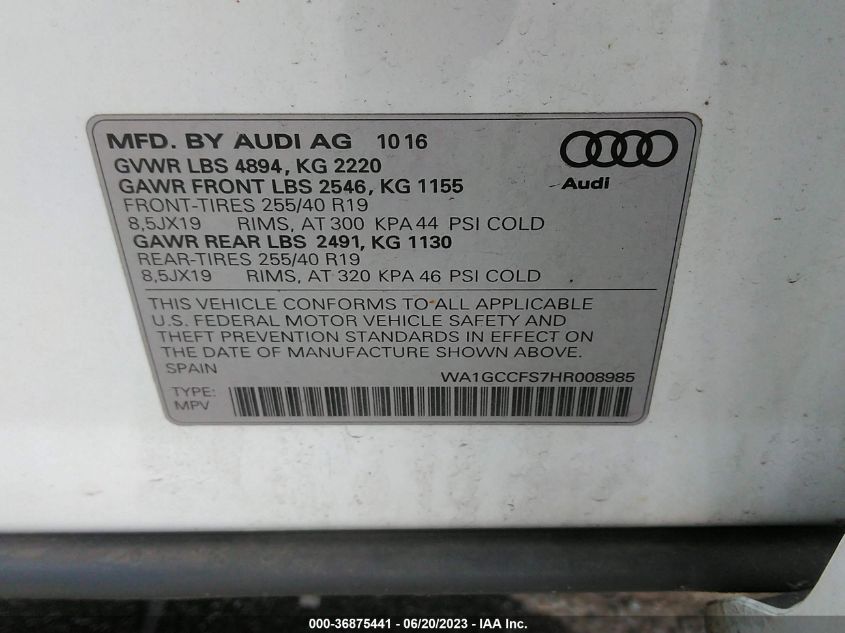 MFD. BY AUDI AG 10 16
GVWR LBS 4894, KG 2220
GAWR FRONT LBS 2546, KG 1155
FRONT-TIRES 255/40 R19
8,5JX19 RIMS, AT 300 KPA 44 PSI COLD
GAWR REAR LBS 2491, KG 1130
REAR-TIRES 255/40 R19
8,5JX19 RIMS, AT 320 KPA 46 PSI COLD
Audi
THIS VEHICLE CONFORMS TO ALL APPLICABLE
U.S. FEDERAL MOTOR VEHICLE SAFETY AND
THEFT PREVENTION STANDARDS IN EFFECT ON
THE DATE OF MANUFACTURE SHOWN ABOVE.
SPAIN
WA1GCCFS7HR008985
TYPE:
MPV
000-36875441 - 06/20/2023 - IAA Inc.